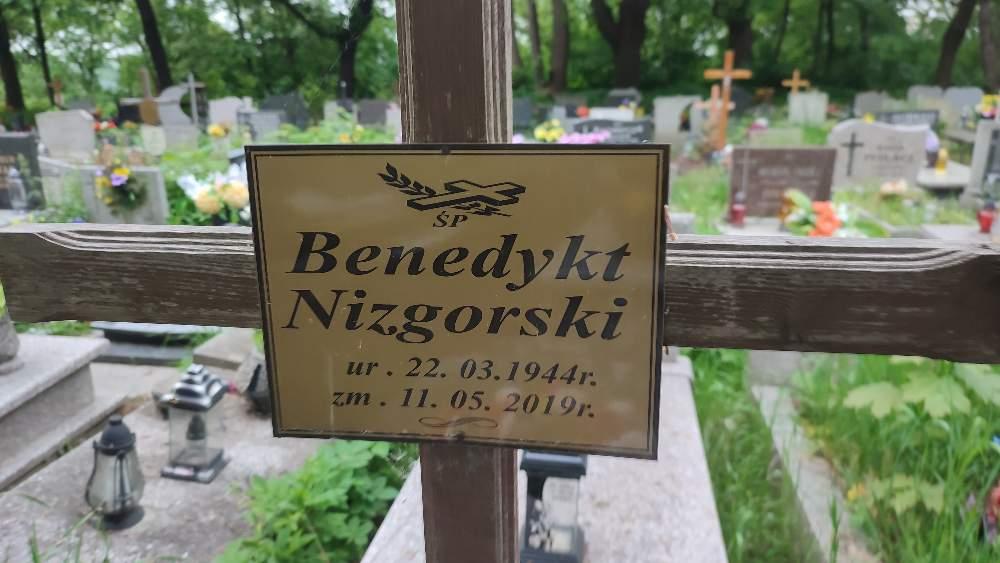 ŚP
Benedykt
Nizgorski
ur . 22. 03.1944r.
zm . 11. 05. 2019r.